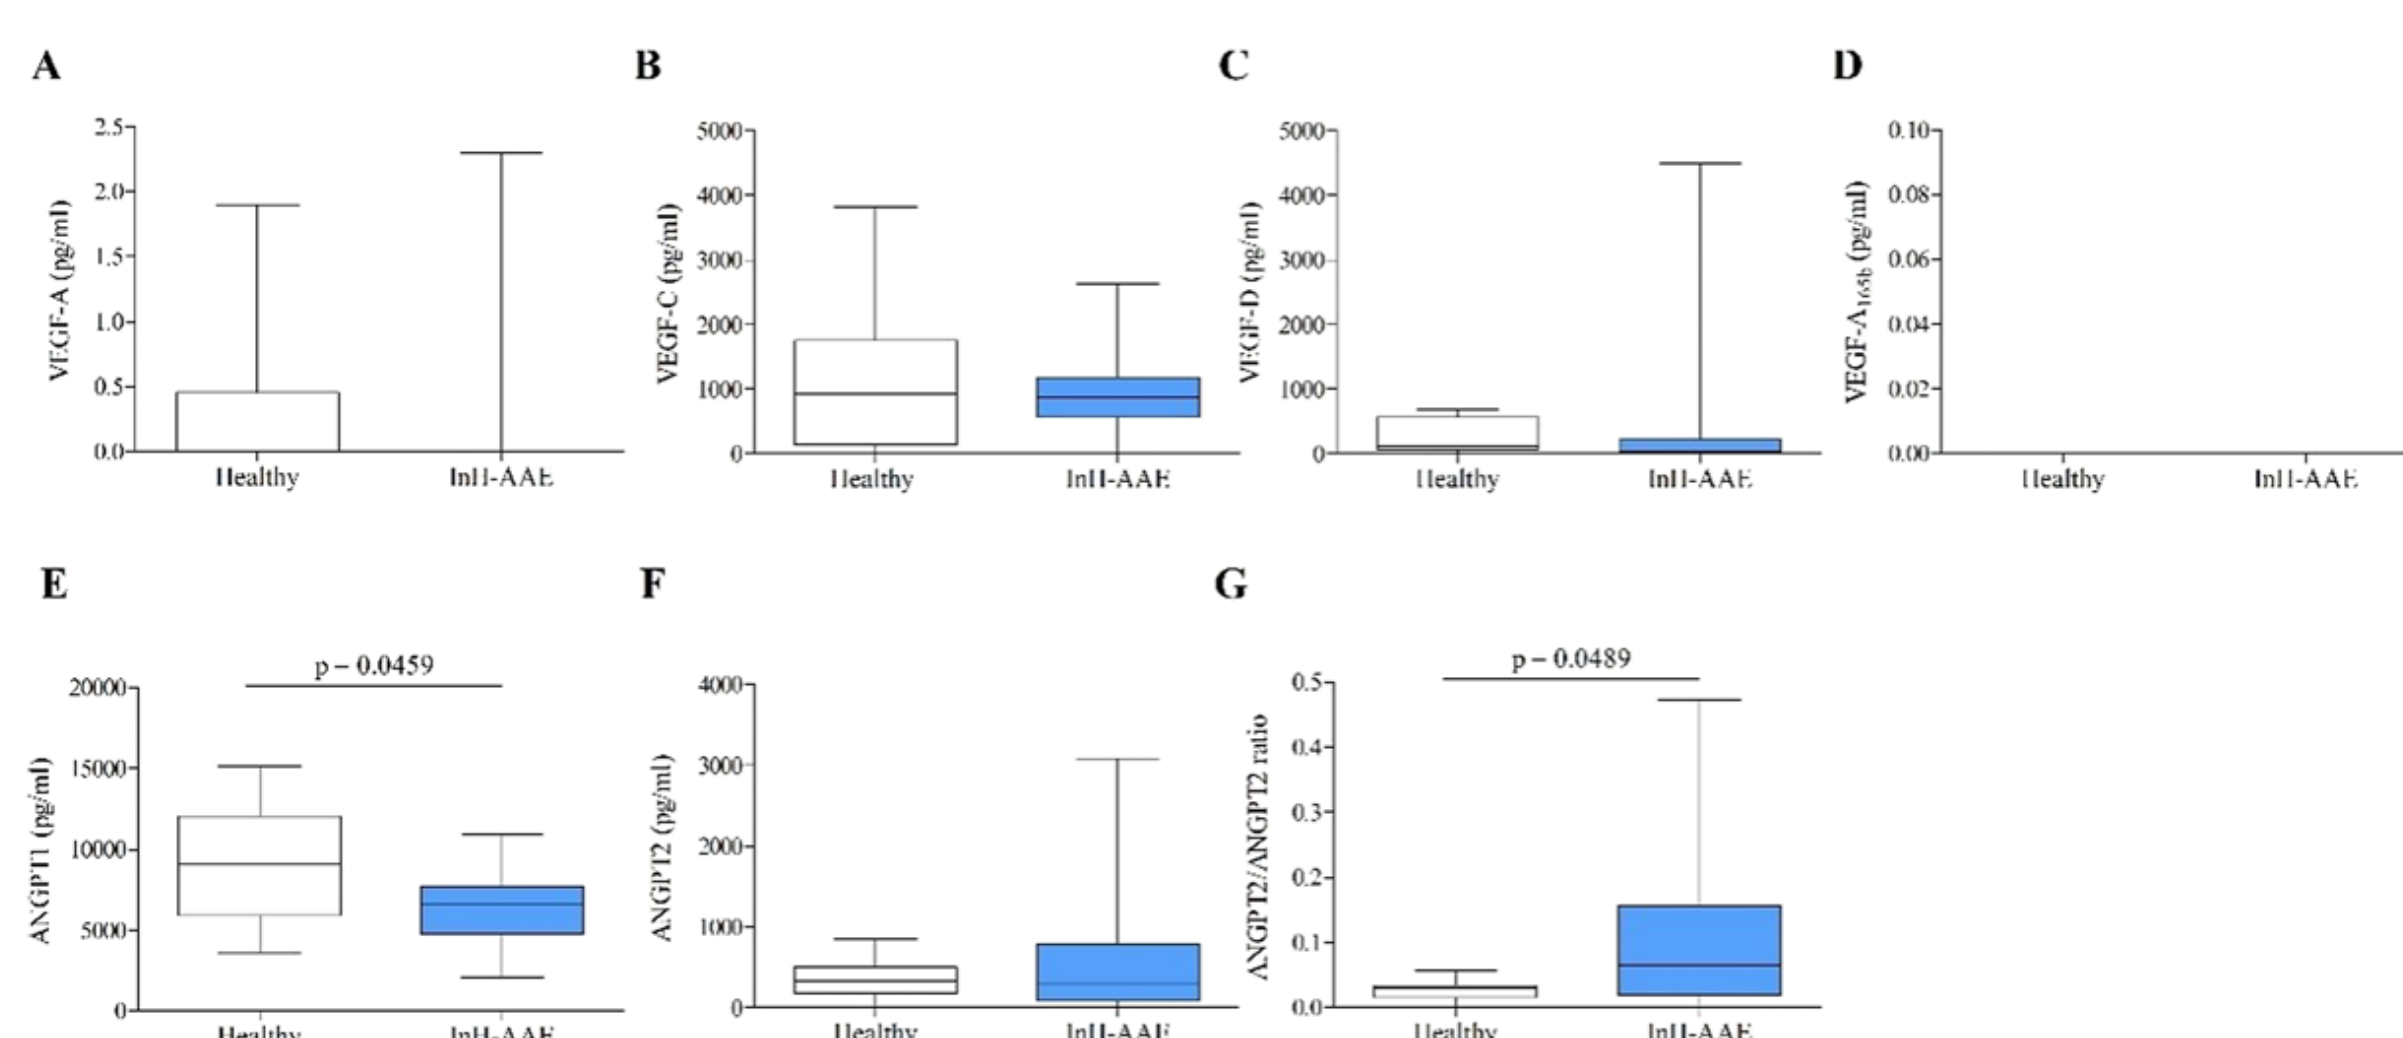 A
B
C
D
2.5
2.0
1.5
1.0
0.5
0.0
VEGF-A (pg/ml)
Healthy
InH-AAE
5000
4000
3000
2000
1000
0
VEGF-C (pg/ml)
Healthy
InH-AAE
5000
4000
3000
2000
1000
0
VEGF-D (pg/ml)
Healthy
InH-AAE
0.10
0.08
0.06
0.04
0.02
0.00
VEGF-A165b (pg/ml)
Healthy
InH-AAE
E
F
G
p = 0.0459
20000
15000
10000
5000
0
ANGPT1 (pg/ml)
Healthy
InH-AAE
4000
3000
2000
1000
0
ANGPT2 (pg/ml)
Healthy
InH-AAE
p = 0.0489
0.5
0.4
0.3
0.2
0.1
0.0
ANGPT2/ANGPT2 ratio
Healthy
InH-AAE